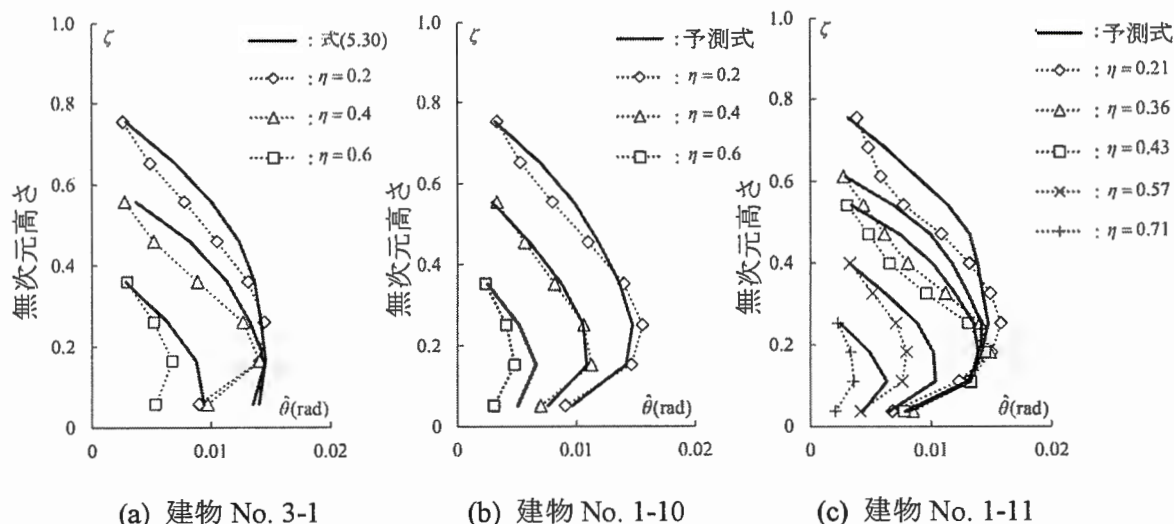 ζ
— : 式(5.30)
: η = 0.2
: η = 0.4
: η = 0.6
無次元高さ
1
0.8
0.6
0.4
0.2
0
θ̂(rad)
0
0.01
0.02
(a) 建物 No. 3-1
ζ
— : 予測式
: η = 0.2
: η = 0.4
: η = 0.6
無次元高さ
1
0.8
0.6
0.4
0.2
0
θ̂(rad)
0
0.01
0.02
(b) 建物 No. 1-10
ζ
— : 予測式
: η = 0.21
: η = 0.36
: η = 0.43
: η = 0.57
: η = 0.71
無次元高さ
1
0.8
0.6
0.4
0.2
0
θ̂(rad)
0
0.01
0.02
(c) 建物 No. 1-11